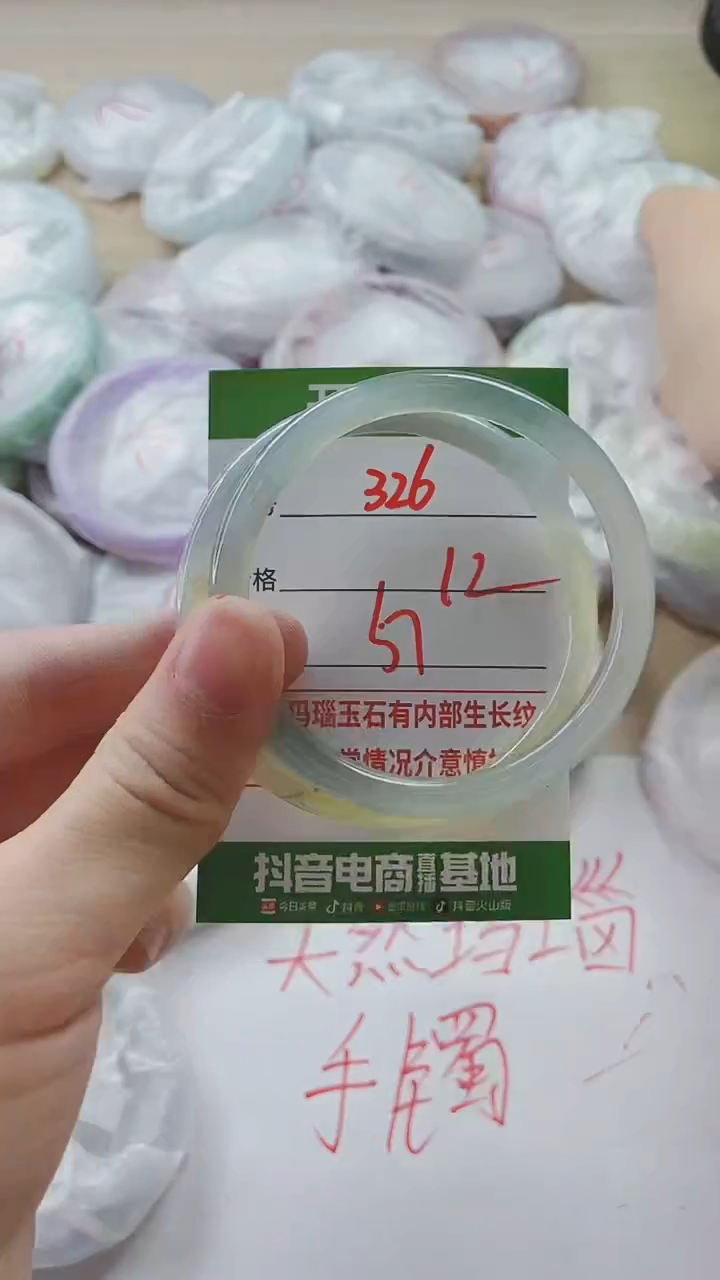 326
格
12
57
玛瑙玉石有内部生长纹
常情况介意慎
抖音电商直播基地
今日头条 抖音 抖音火山版
天然玛瑙
手镯